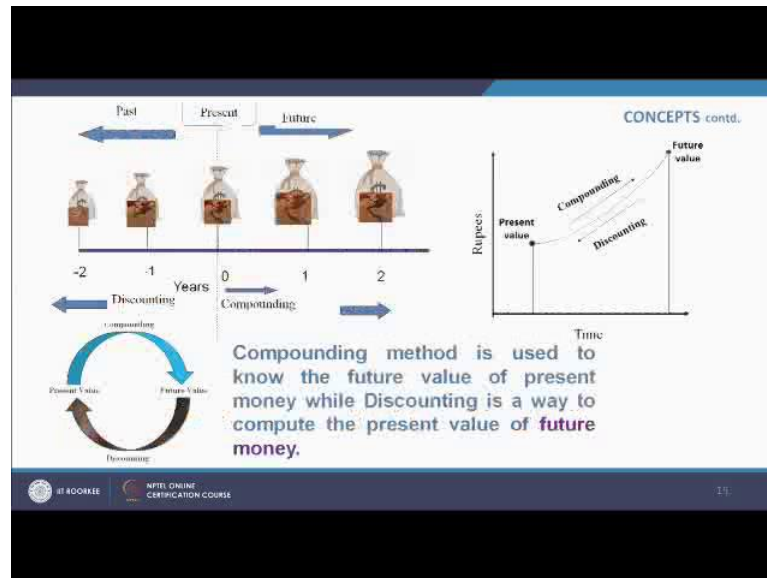 Past Present Future
CONCEPTS contd.
-2 -1 0 1 2
Years
Discounting Compounding
Compounding
Present Value Future Value
Discounting
Future
value
Compounding
Discounting
Present
value
Rupees
Time
Compounding method is used to
know the future value of present
money while Discounting is a way to
compute the present value of future
money.
IIT ROORKEE
NPTEL ONLINE
CERTIFICATION COURSE